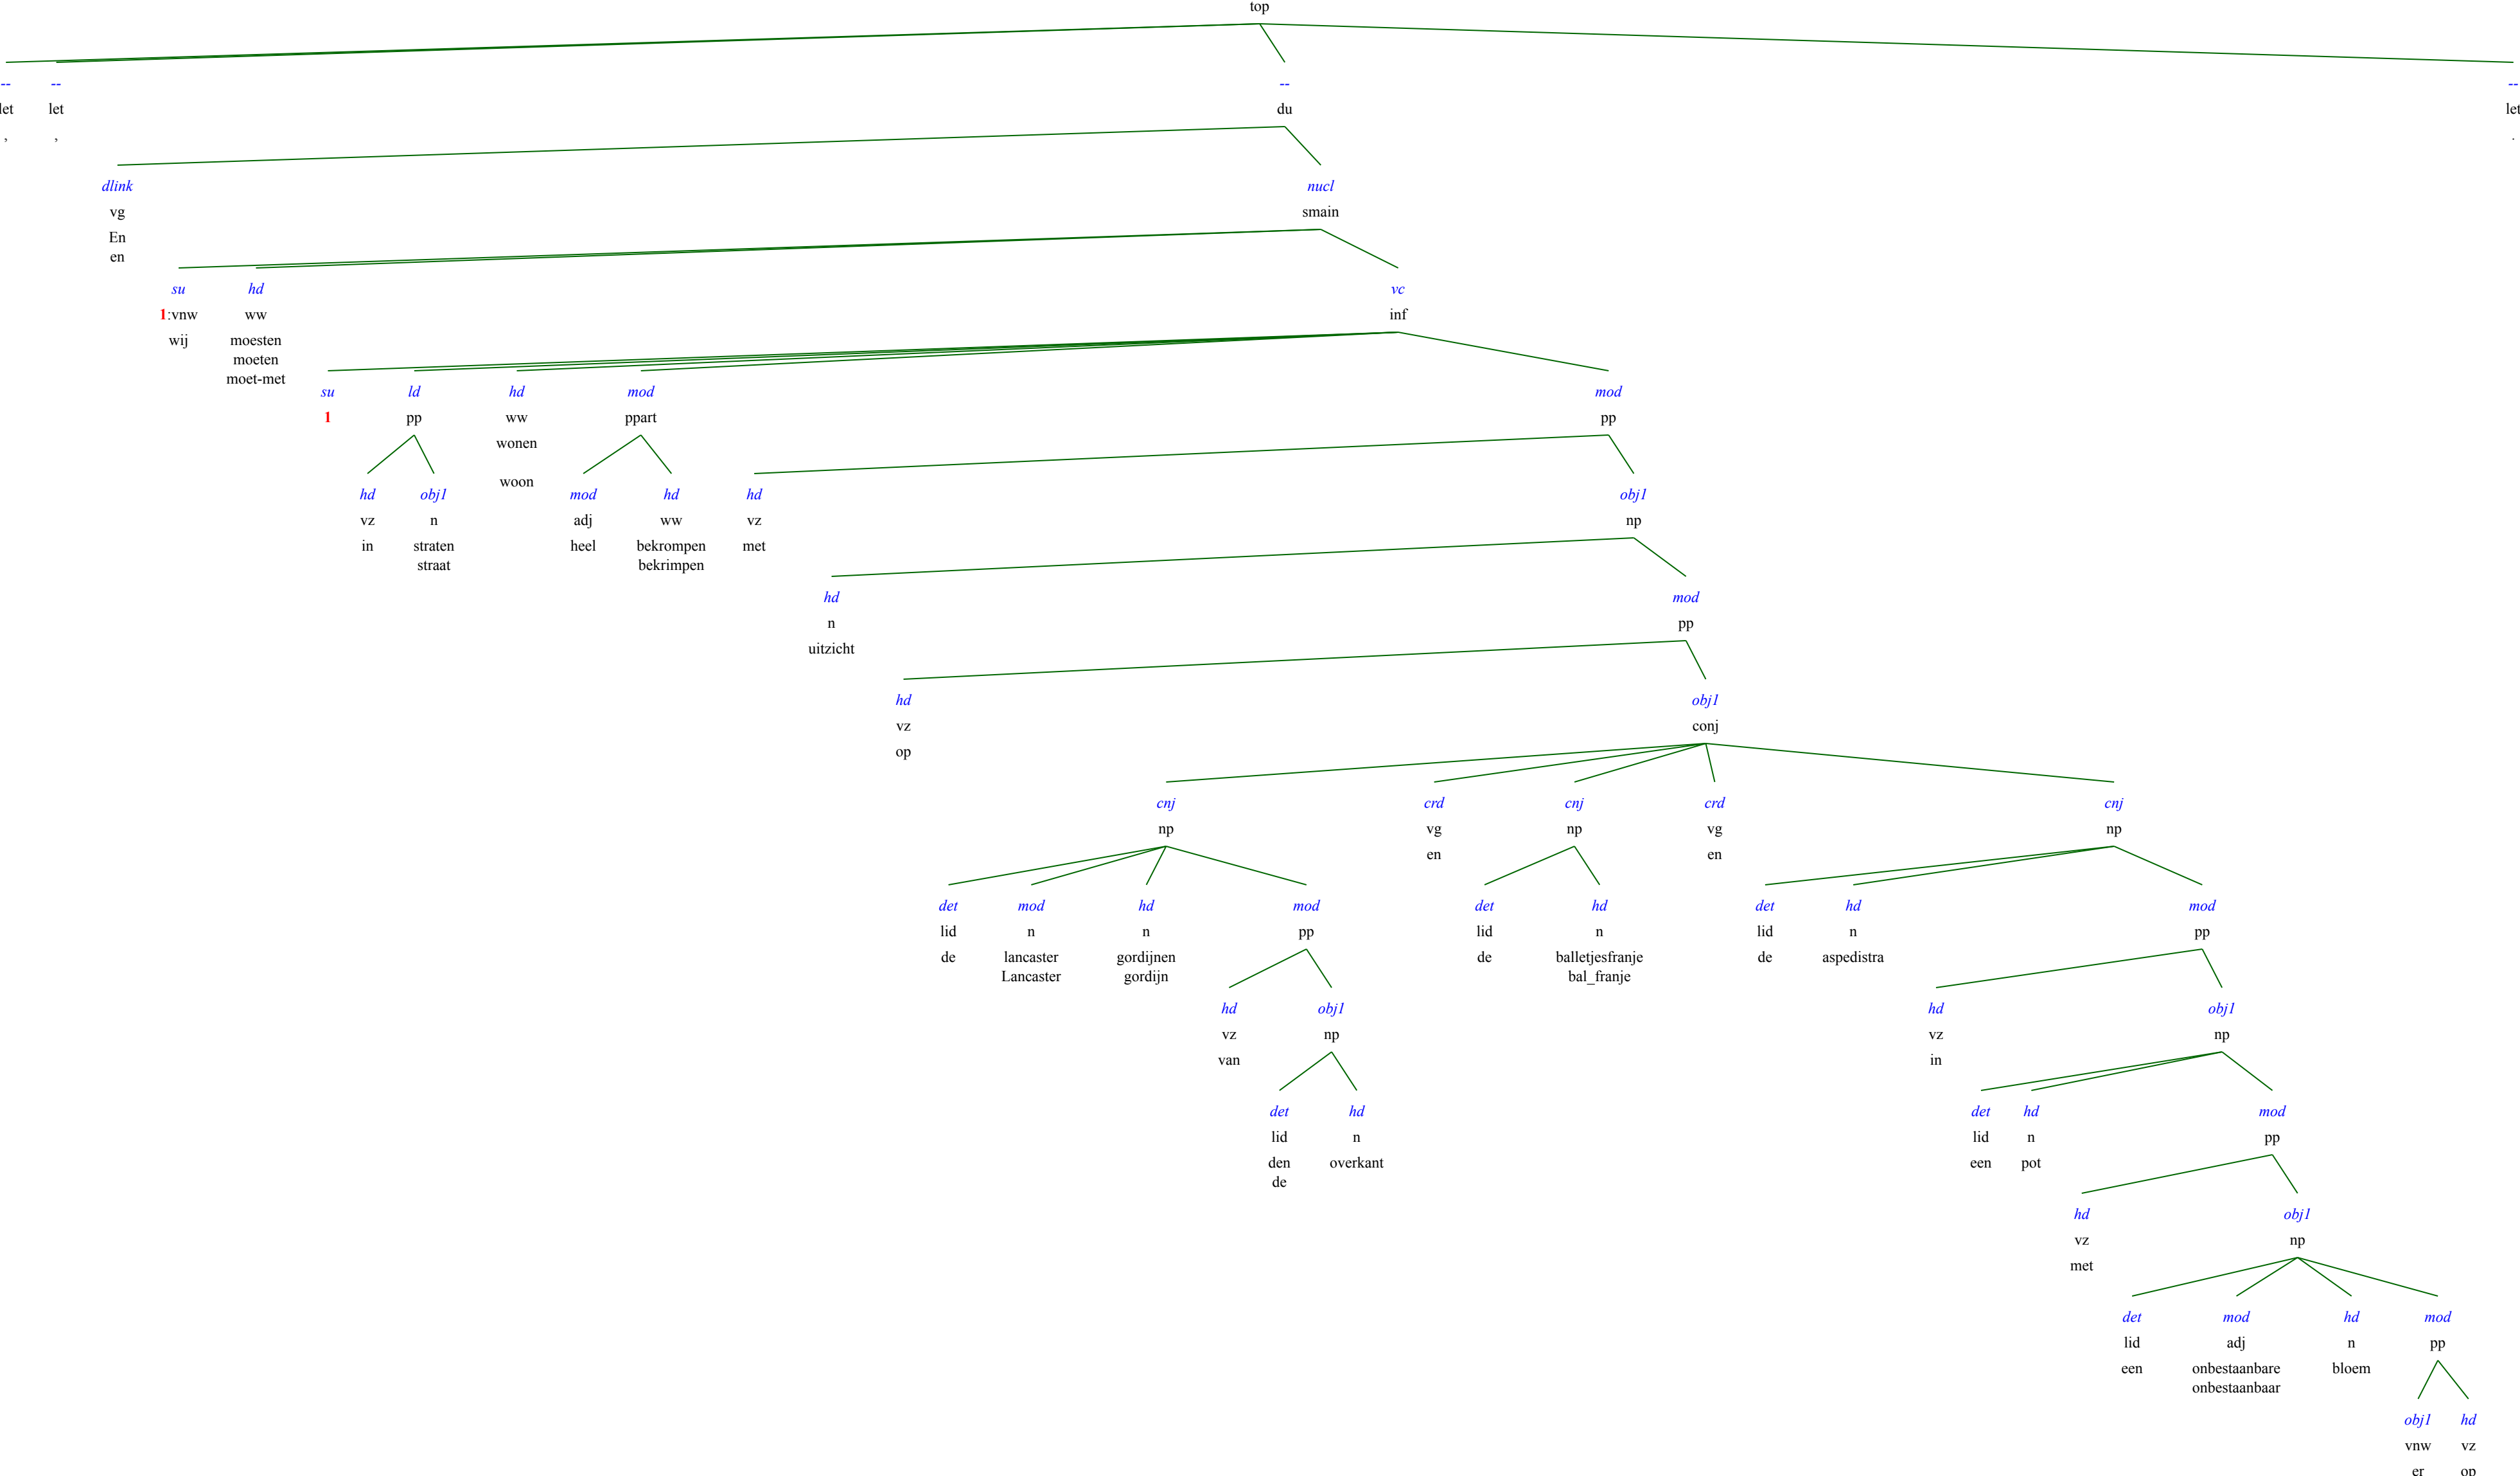 top
-- -- -- --
let let du let
, , .
dlink nucl
vg smain
En
en
su hd vc
1:vnw ww inf
wij moesten
moeten
moet-met
su ld hd mod mod
1 pp ww ppart pp
wonen
woon
hd obj1 mod hd hd obj1
vz n adj ww vz np
in straten heel bekrompen met
straat bekrimpen
hd mod
n pp
uitzicht
hd obj1
vz conj
op
cnj crd cnj crd cnj
np vg np vg np
en en
det mod hd mod det hd det hd mod
lid n n pp lid n lid n pp
de lancaster gordijnen de balletjesfranje de aspedistra
Lancaster gordijn bal_franje
hd obj1 hd obj1
vz np vz np
van in
det hd det hd mod
lid n lid n pp
den overkant een pot
de
hd obj1
vz np
met
det mod hd mod
lid adj n pp
een onbestaanbare bloem
onbestaanbaar
obj1 hd
vnw vz
er op